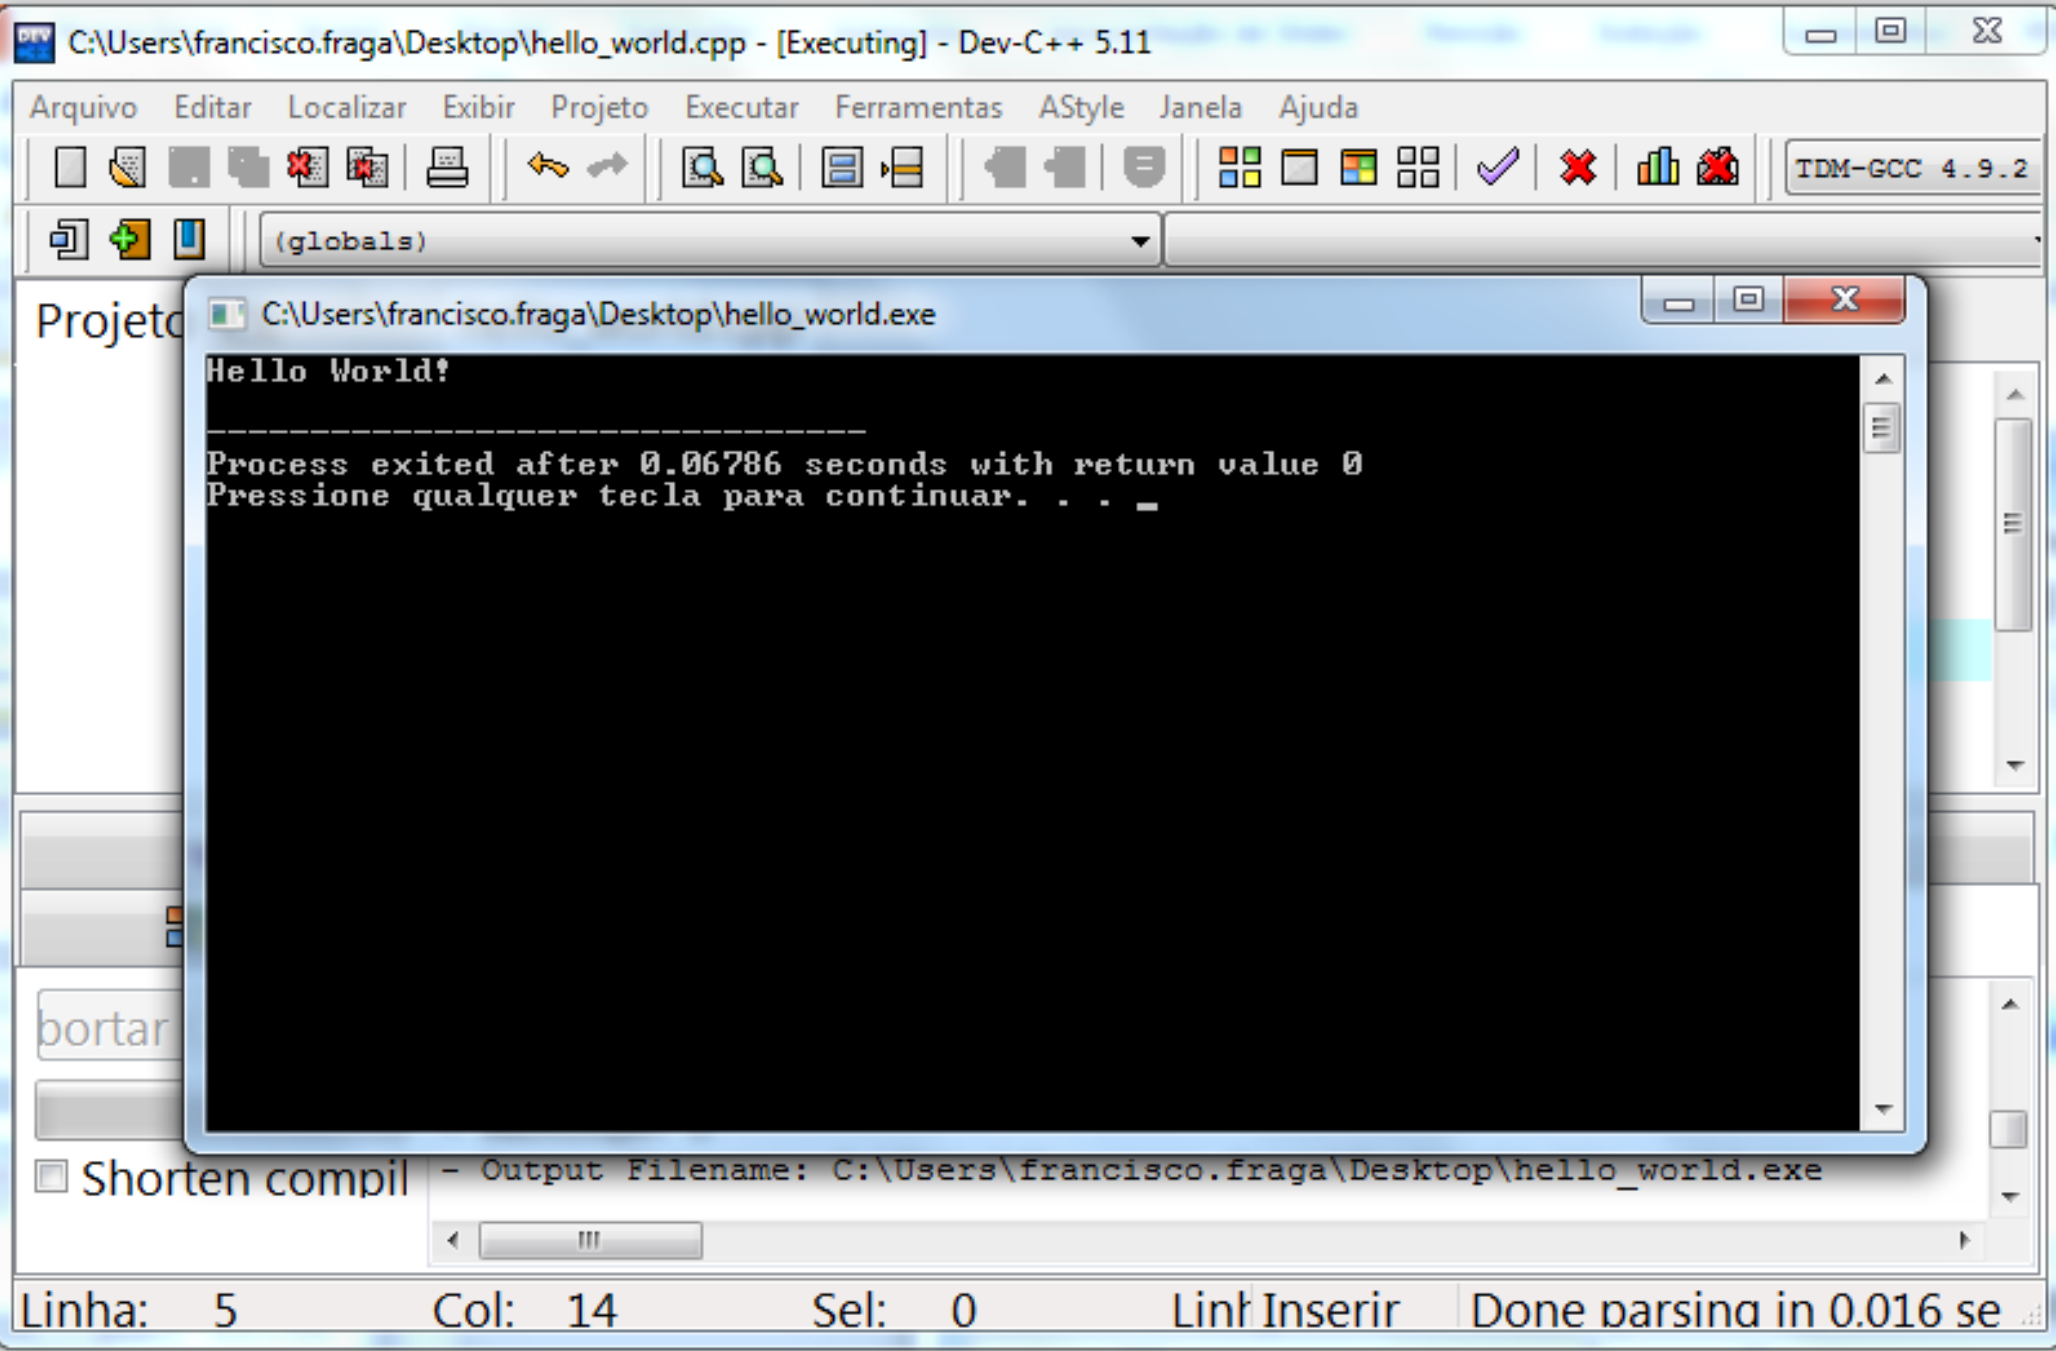 DEV C:\Users\francisco.fraga\Desktop\hello_world.cpp - [Executing] - Dev-C++ 5.11
Arquivo Editar Localizar Exibir Projeto Executar Ferramentas AStyle Janela Ajuda
TDM-GCC 4.9.2
(globals)
Projeto
C:\Users\francisco.fraga\Desktop\hello_world.exe
Hello World!
--------------------------------
Process exited after 0.06786 seconds with return value 0
Pressione qualquer tecla para continuar. . . _
bortar
Shorten compil
- Output Filename: C:\Users\francisco.fraga\Desktop\hello_world.exe
Linha: 5 Col: 14 Sel: 0 Inserir Done parsing in 0.016 se